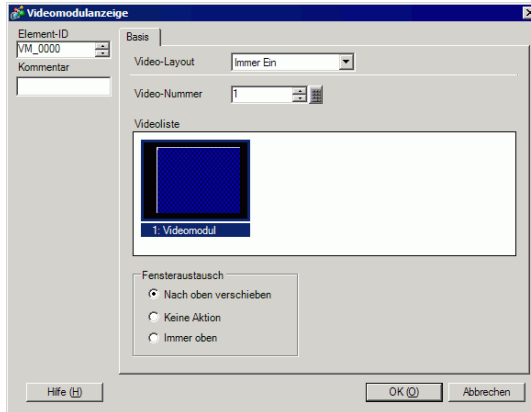 Videomodulanzeige
Element-ID
VM_0000
Kommentar
Basis
Video-Layout
Immer Ein
Video-Nummer
1
Videoliste
1: Videomodul
Fensteraustausch
Nach oben verschieben
Keine Aktion
Immer oben
Hilfe (H)
OK (O)
Abbrechen